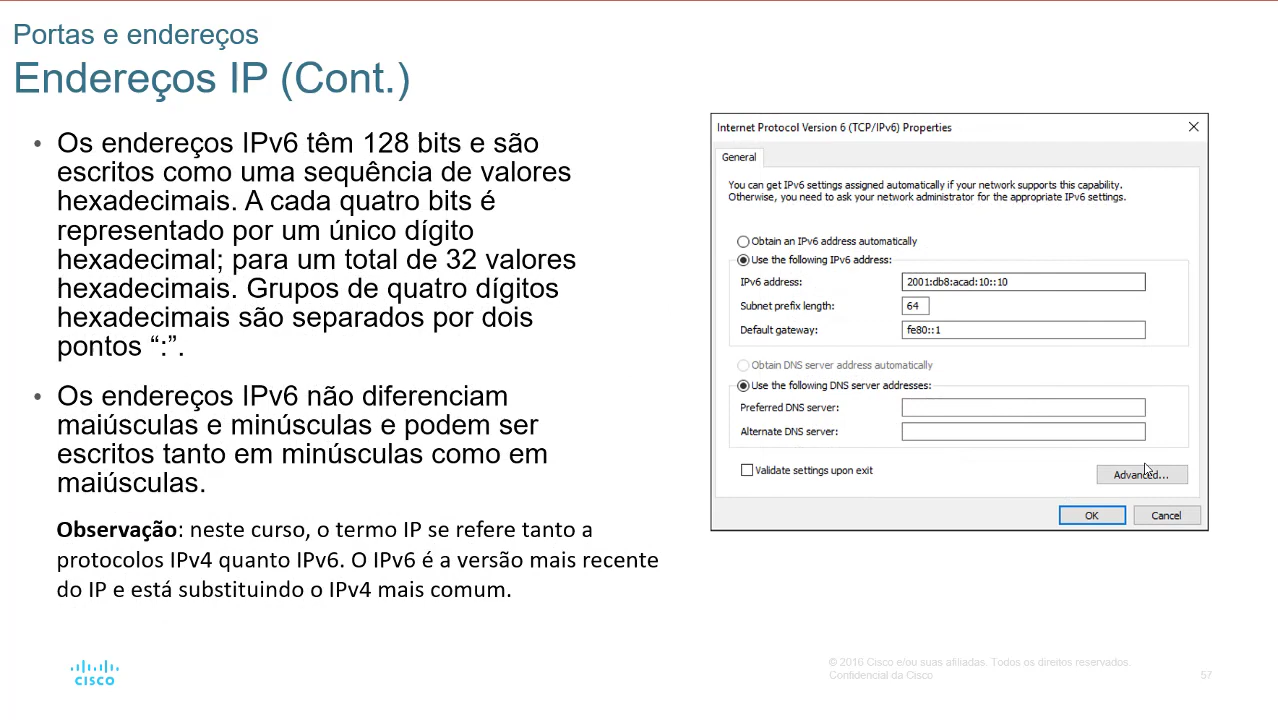 Portas e endereços
Endereços IP (Cont.)
• Os endereços IPv6 têm 128 bits e são
escritos como uma sequência de valores
hexadecimais. A cada quatro bits é
representado por um único dígito
hexadecimal; para um total de 32 valores
hexadecimais. Grupos de quatro dígitos
hexadecimais são separados por dois
pontos “:”.
• Os endereços IPv6 não diferenciam
maiúsculas e minúsculas e podem ser
escritos tanto em minúsculas como em
maiúsculas.
Observação: neste curso, o termo IP se refere tanto a
protocolos IPv4 quanto IPv6. O IPv6 é a versão mais recente
do IP e está substituindo o IPv4 mais comum.
Internet Protocol Version 6 (TCP/IPv6) Properties
General
You can get IPv6 settings assigned automatically if your network supports this capability.
Otherwise, you need to ask your network administrator for the appropriate IPv6 settings.
Obtain an IPv6 address automatically
Use the following IPv6 address:
IPv6 address: 2001:db8:acad:10::10
Subnet prefix length: 64
Default gateway: fe80::1
Obtain DNS server address automatically
Use the following DNS server addresses:
Preferred DNS server:
Alternate DNS server:
Validate settings upon exit
Advanced...
OK Cancel
CISCO
© 2016 Cisco e/ou suas afiliadas. Todos os direitos reservados.
Confidencial da Cisco
57